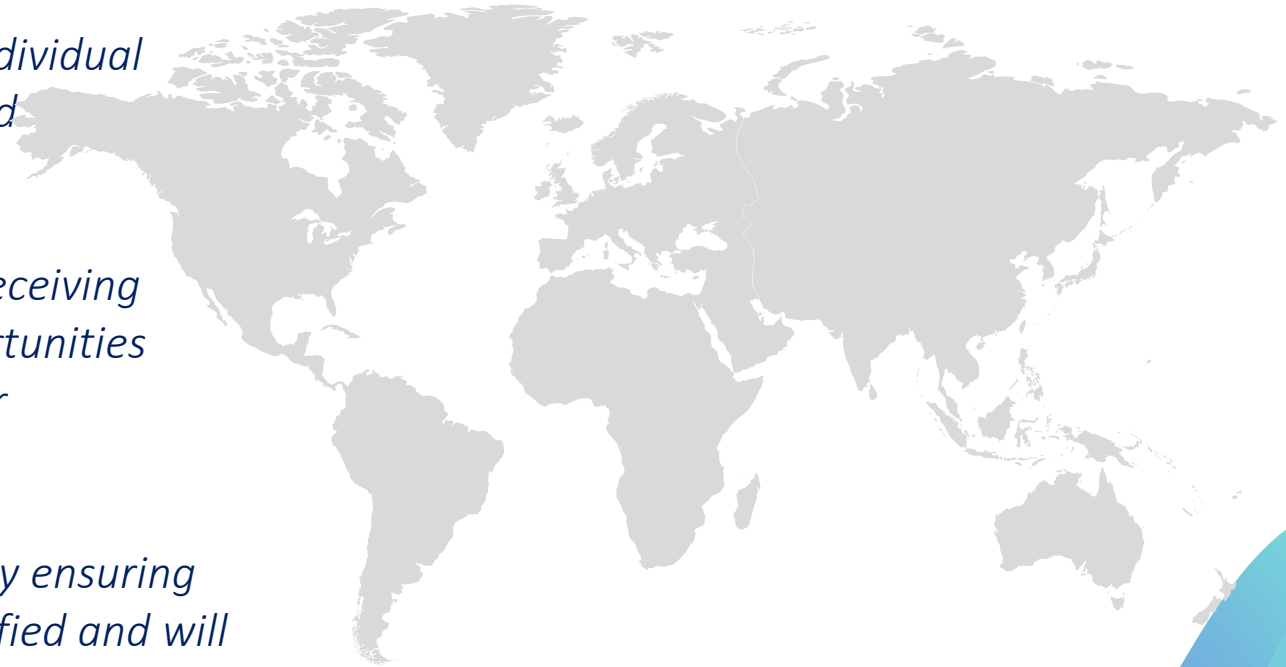 dividual
d
eceiving
rtunities
r
y ensuring
fied and will